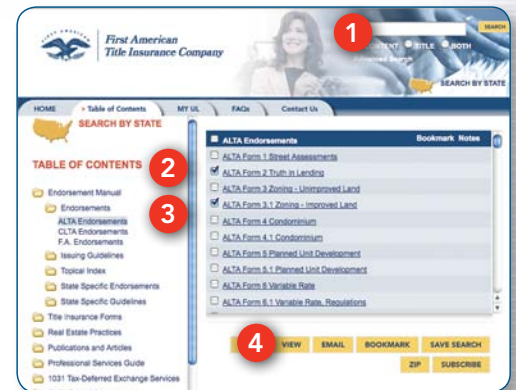 First American
Title Insurance Company
1
SEARCH
TITLE BOTH
Advanced Search
SEARCH BY STATE
HOME Table of Contents MY UL FAQs Contact Us
SEARCH BY STATE
TABLE OF CONTENTS
2
3
Endorsement Manual
Endorsements
ALTA Endorsements
CLTA Endorsements
F.A. Endorsements
Issuing Guidelines
Topical Index
State Specific Endorsements
State Specific Guidelines
Title Insurance Forms
Real Estate Practices
Publications and Articles
Professional Services Guide
1031 Tax-Deferred Exchange Services
ALTA Endorsements Bookmark Notes
ALTA Form 1 Street Assessments
ALTA Form 2 Truth in Lending
ALTA Form 3 Zoning - Unimproved Land
ALTA Form 3.1 Zoning - Improved Land
ALTA Form 4 Condominium
ALTA Form 4.1 Condominium
ALTA Form 5 Planned Unit Development
ALTA Form 5.1 Planned Unit Development
ALTA Form 6 Variable Rate
ALTA Form 6.1 Variable Rate, Regulations
4
VIEW EMAIL BOOKMARK SAVE SEARCH
ZIP SUBSCRIBE